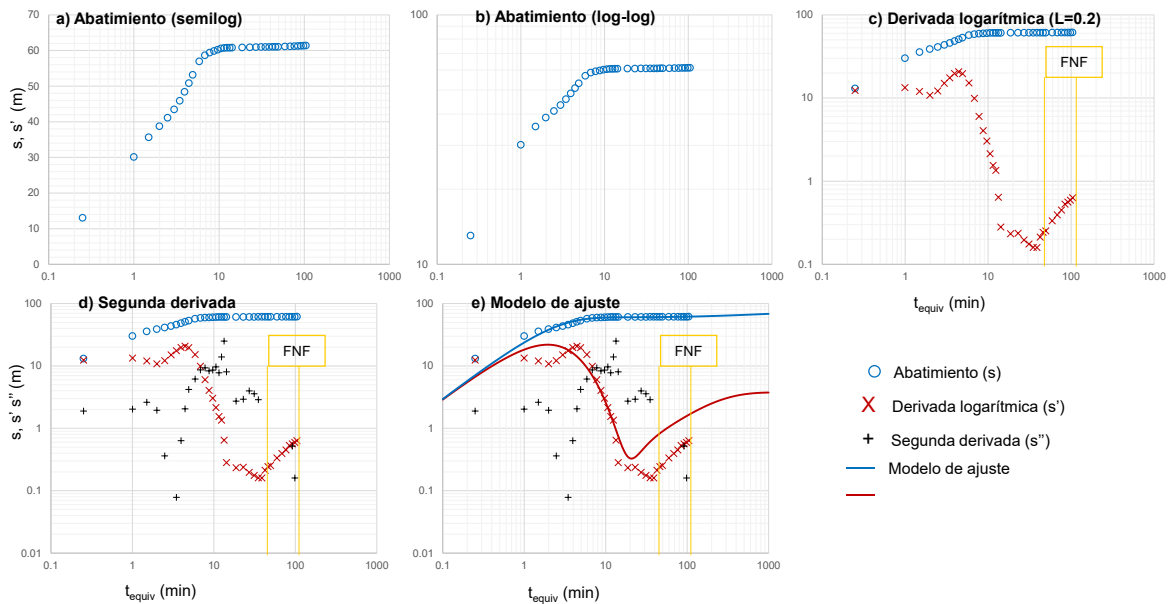 a) Abatimiento (semilog)
70
60
50
40
30
20
10
0
0.1
1
10
100
1000
s, s' (m)
b) Abatimiento (log-log)
100
10
0.1
1
10
100
1000
c) Derivada logarítmica (L=0.2)
100
10
1
0.1
0.1
1
10
100
1000
FNF
tequiv (min)
d) Segunda derivada
100
10
1
0.1
0.01
0.1
1
10
100
1000
FNF
s, s' s'' (m)
tequiv (min)
e) Modelo de ajuste
100
10
1
0.1
0.01
0.1
1
10
100
1000
FNF
tequiv (min)
Abatimiento (s)
Derivada logarítmica (s')
Segunda derivada (s'')
Modelo de ajuste